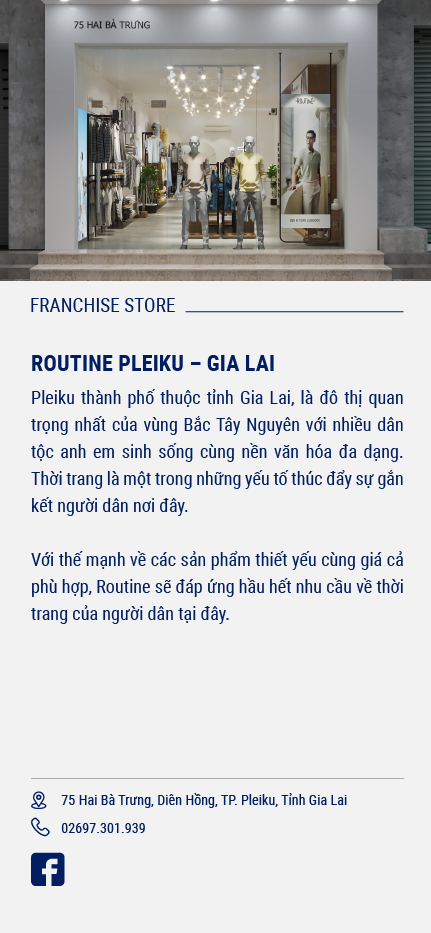 75 HAI BÀ TRƯNG
ROUTINE
FRANCHISE STORE
ROUTINE PLEIKU – GIA LAI
Pleiku thành phố thuộc tỉnh Gia Lai, là đô thị quan
trọng nhất của vùng Bắc Tây Nguyên với nhiều dân
tộc anh em sinh sống cùng nền văn hóa đa dạng.
Thời trang là một trong những yếu tố thúc đẩy sự gắn
kết người dân nơi đây.
Với thế mạnh về các sản phẩm thiết yếu cùng giá cả
phù hợp, Routine sẽ đáp ứng hầu hết nhu cầu về thời
trang của người dân tại đây.
75 Hai Bà Trưng, Diên Hồng, TP. Pleiku, Tỉnh Gia Lai
02697.301.939